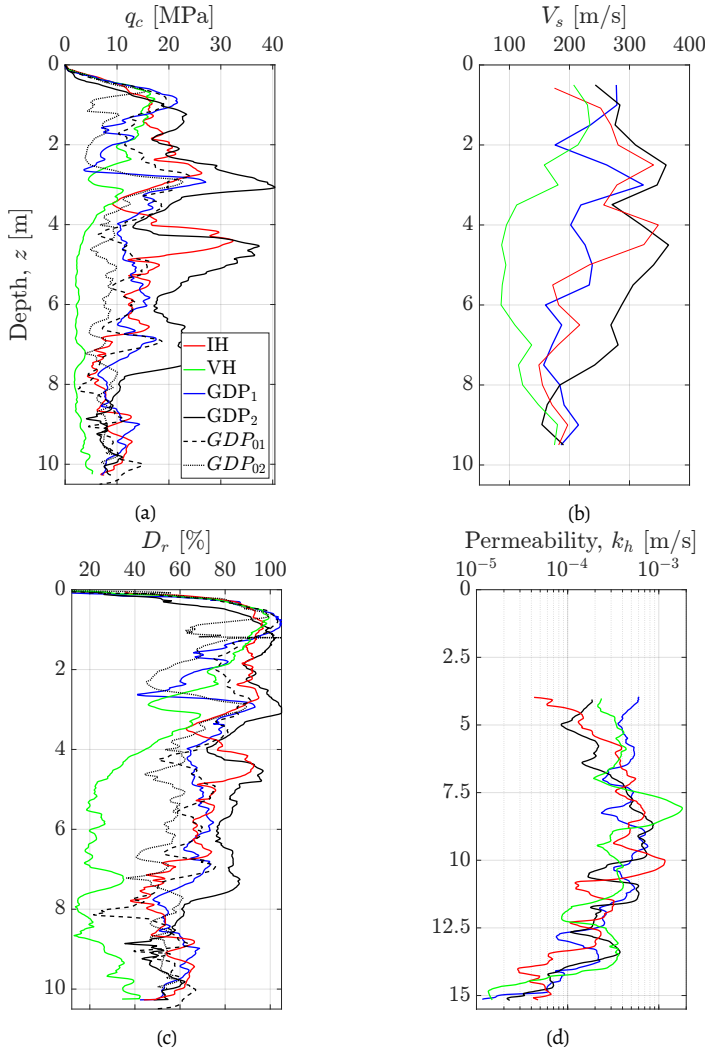 q_c [MPa]
0 10 20 30 40
0
2
4
6
8
10
Depth, z [m]
IH
VH
GDP₁
GDP₂
GDP₀₁
GDP₀₂
(a)
V_s [m/s]
100 200 300 400
0
2
4
6
8
10
(b)
D_r [%]
20 40 60 80 100
0
2
4
6
8
10
(c)
Permeability, k_h [m/s]
10⁻⁵ 10⁻⁴ 10⁻³
0
2.5
5
7.5
10
12.5
15
(d)